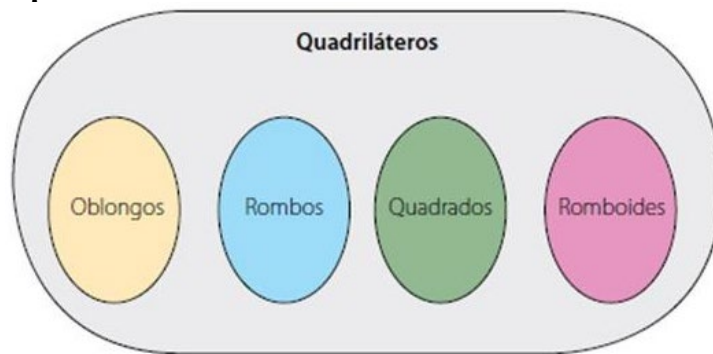 Quadriláteros
Oblongos
Rombos
Quadrados
Romboides